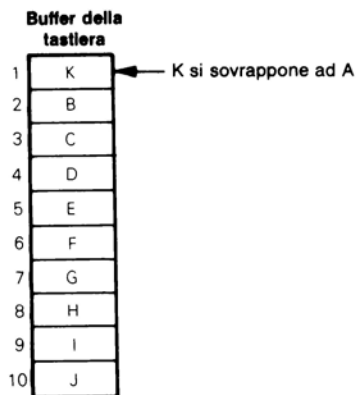 Buffer della
tastiera
1 K K si sovrappone ad A
2 B
3 C
4 D
5 E
6 F
7 G
8 H
9 I
10 J